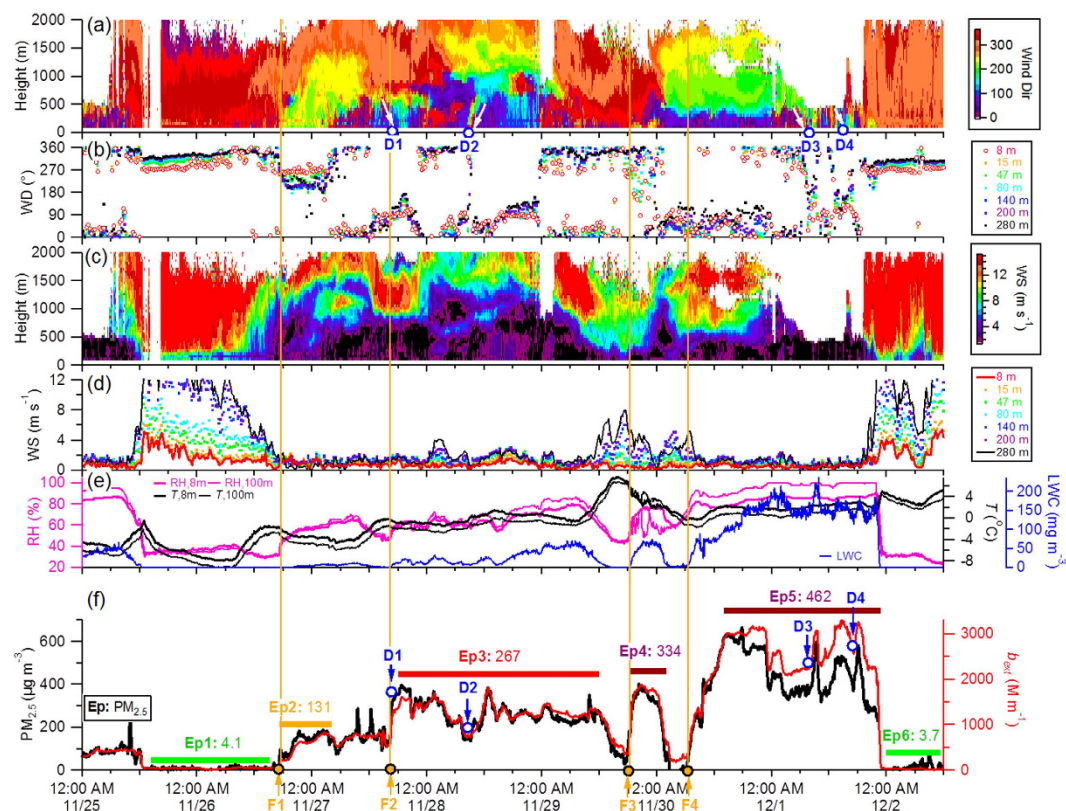 (a)
2000
1500
1000
500
0
Height (m)
D1
D2
D3
D4
300
200
100
0
Wind Dir
(b)
360
270
180
90
0
WD (°)
8 m
15 m
47 m
80 m
140 m
200 m
280 m
(c)
2000
1500
1000
500
0
Height (m)
12
8
4
WS (m s⁻¹)
(d)
12
8
4
0
WS (m s⁻¹)
8 m
15 m
47 m
80 m
140 m
200 m
280 m
(e)
RH,8m RH,100m
T,8m T,100m
100
80
60
40
20
RH (%)
4
0
-4
-8
T (°C)
200
150
100
50
0
LWC (mg m⁻³)
LWC
(f)
600
400
200
0
PM2.5 (µg m⁻³)
Ep: PM2.5
Ep1: 4.1
Ep2: 131
D1
Ep3: 267
D2
Ep4: 334
Ep5: 462
D3
D4
Ep6: 3.7
3000
2000
1000
0
bext (M m⁻¹)
12:00 AM 12:00 AM 12:00 AM 12:00 AM 12:00 AM 12:00 AM 12:00 AM 12:00 AM
11/25 11/26 F1 11/27 F2 11/28 11/29 F3 11/30 F4 12/1 12/2